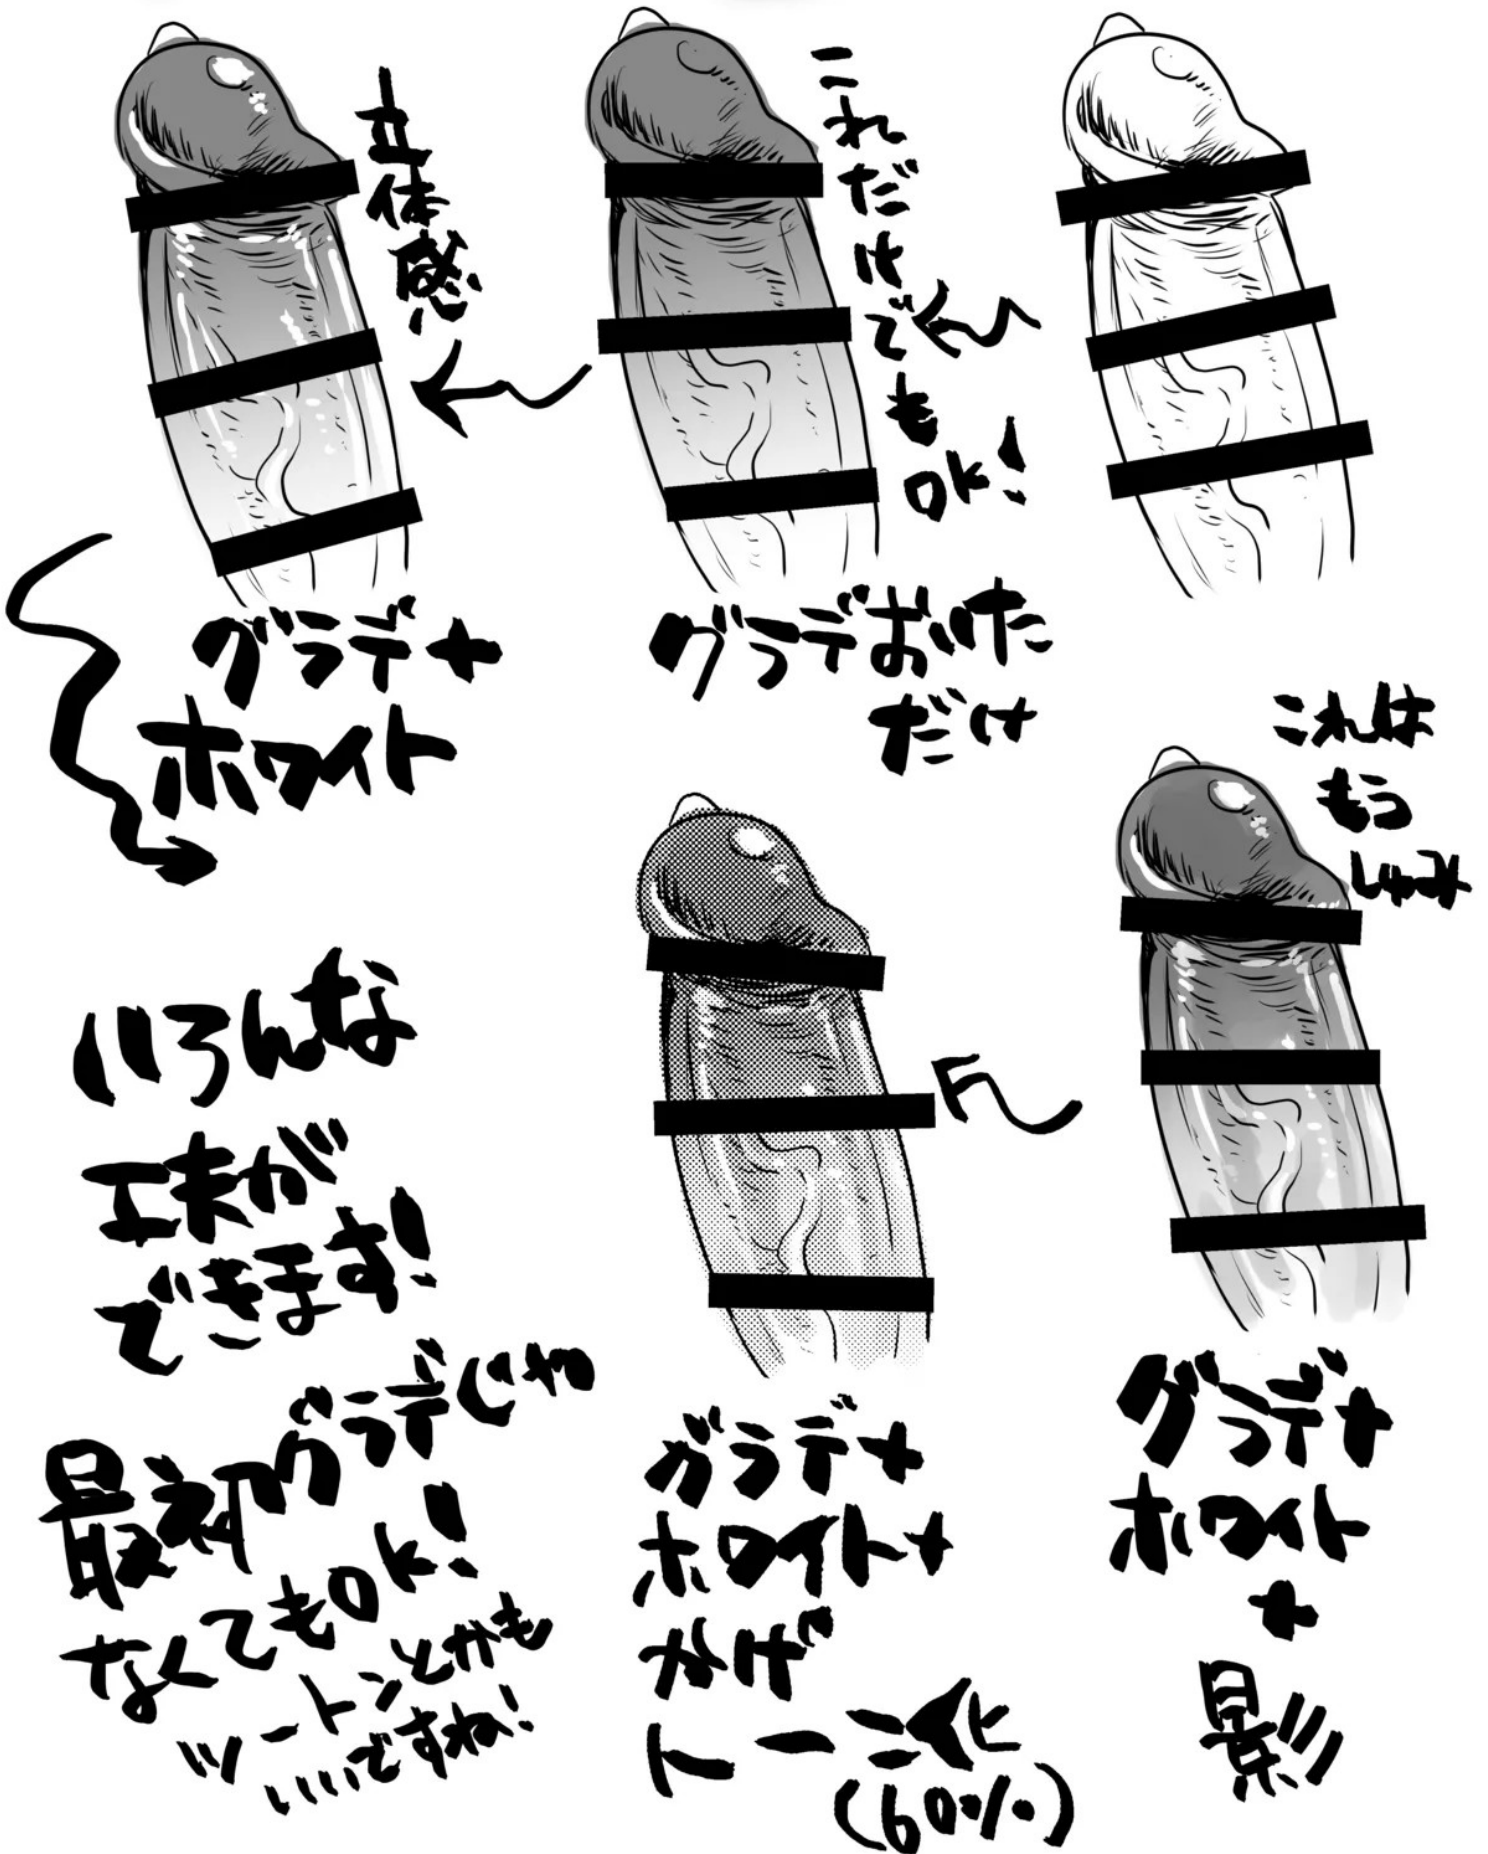 これだけでも
OK!
立体感
グラデおいた
だけ
グラデ+
ホワイト
これは
もう
しゅみ
グラデ+
ホワイト
+
影
グラデ+
ホワイト+
かげ
トーン化
(60%)
いろんな
工夫が
できます!
最初グラデじゃ
なくてもOK!
ツートンとかも
いいですね!